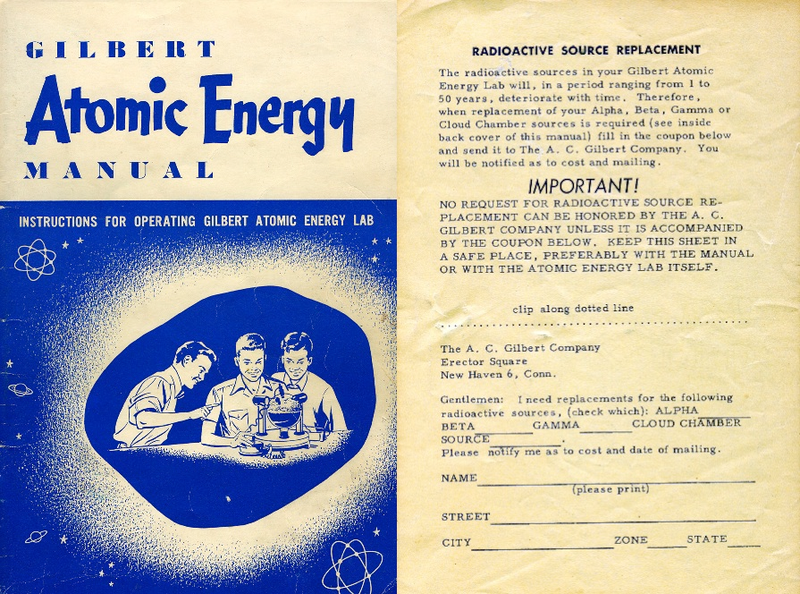 GILBERT
Atomic Energy
MANUAL
INSTRUCTIONS FOR OPERATING GILBERT ATOMIC ENERGY LAB
RADIOACTIVE SOURCE REPLACEMENT
The radioactive sources in your Gilbert Atomic
Energy Lab will, in a period ranging from 1 to
50 years, deteriorate with time. Therefore,
when replacement of your Alpha, Beta, Gamma or
Cloud Chamber sources is required (see inside
back cover of this manual) fill in the coupon below
and send it to The A. C. Gilbert Company. You
will be notified as to cost and mailing.
IMPORTANT!
NO REQUEST FOR RADIOACTIVE SOURCE RE-
PLACEMENT CAN BE HONORED BY THE A. C.
GILBERT COMPANY UNLESS IT IS ACCOMPANIED
BY THE COUPON BELOW. KEEP THIS SHEET IN
A SAFE PLACE, PREFERABLY WITH THE MANUAL
OR WITH THE ATOMIC ENERGY LAB ITSELF.
clip along dotted line
The A. C. Gilbert Company
Erector Square
New Haven 6, Conn.
Gentlemen: I need replacements for the following
radioactive sources, (check which): ALPHA
BETA GAMMA CLOUD CHAMBER
SOURCE .
Please notify me as to cost and date of mailing.
NAME
(please print)
STREET
CITY ZONE STATE